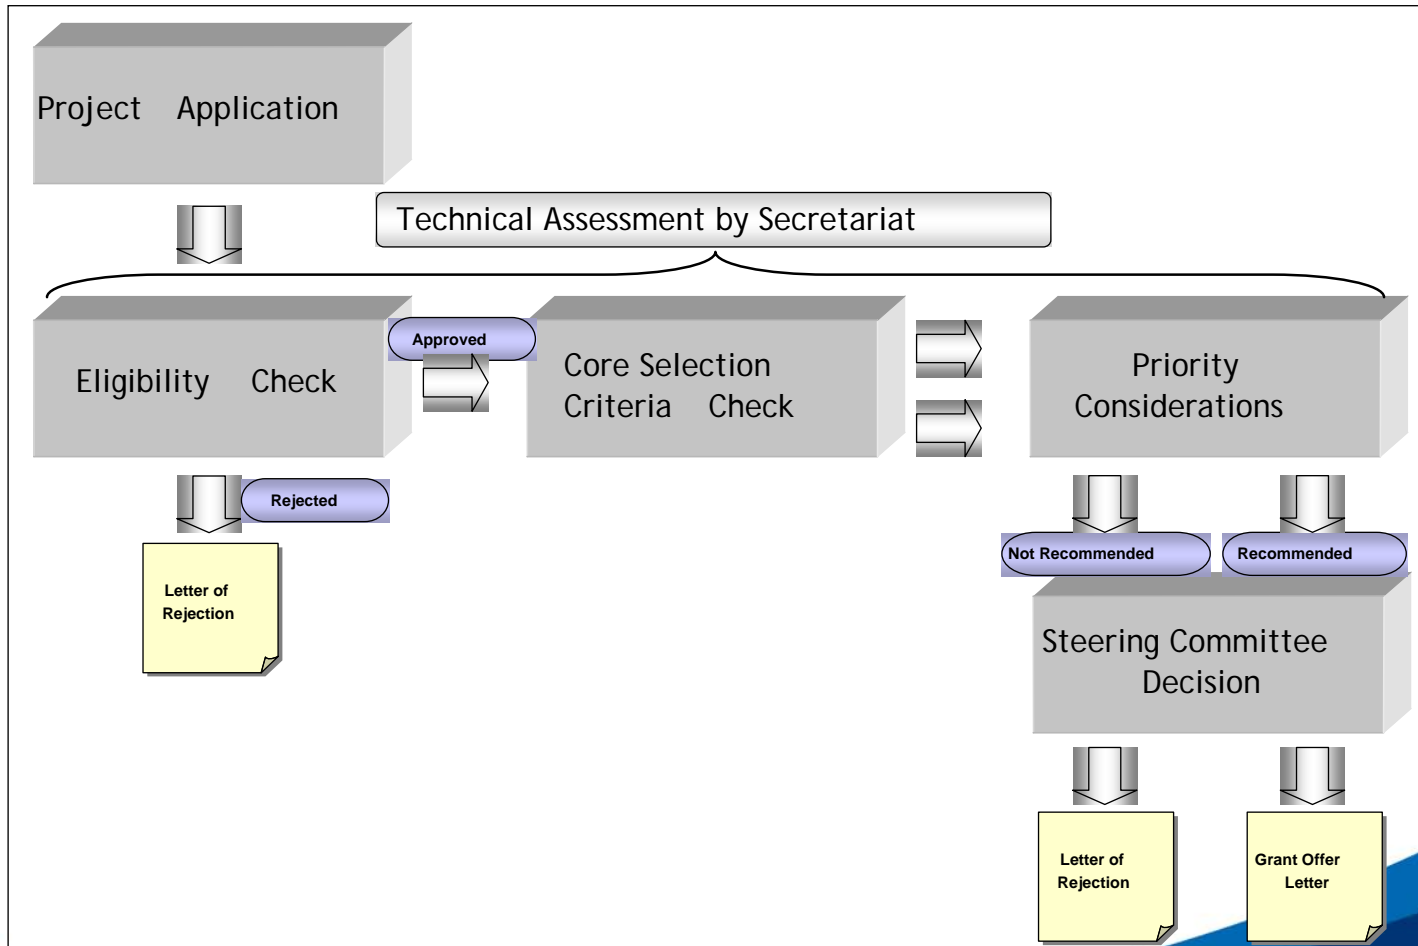 Project Application
Technical Assessment by Secretariat
Eligibility Check
Approved
Core Selection
Criteria Check
Priority
Considerations
Rejected
Letter of
Rejection
Not Recommended
Recommended
Steering Committee
Decision
Letter of
Rejection
Grant Offer
Letter